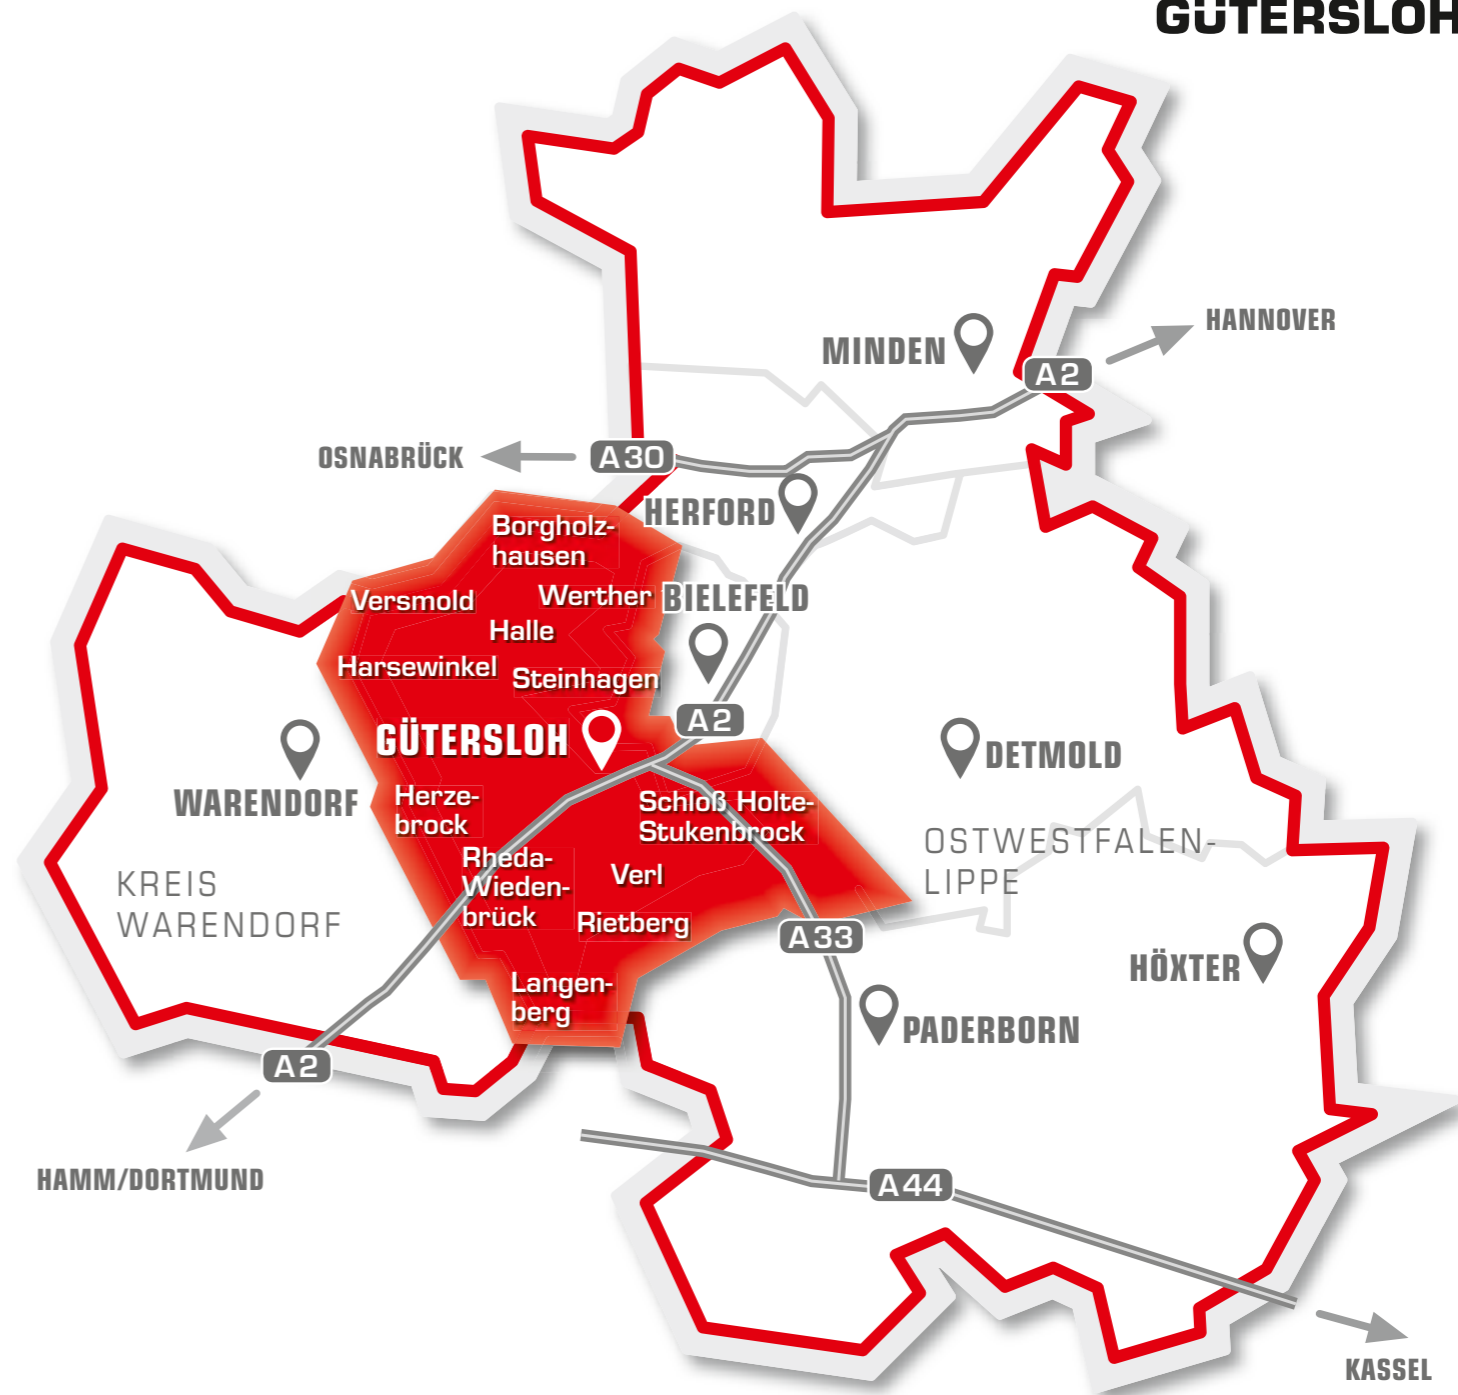 GÜTERSLOH
HANNOVER
MINDEN
A2
OSNABRÜCK
A30
HERFORD
Borgholz-
hausen
Versmold
Werther
BIELEFELD
Halle
Harsewinkel
Steinhagen
A2
GÜTERSLOH
DETMOLD
WARENDORF
Herze-
brock
Schloß Holte-
Stukenbrock
OSTWESTFALEN-
LIPPE
Rheda-
Wieden-
brück
Verl
KREIS
WARENDORF
Rietberg
A33
HÖXTER
Langen-
berg
PADERBORN
A2
HAMM/DORTMUND
A44
KASSEL